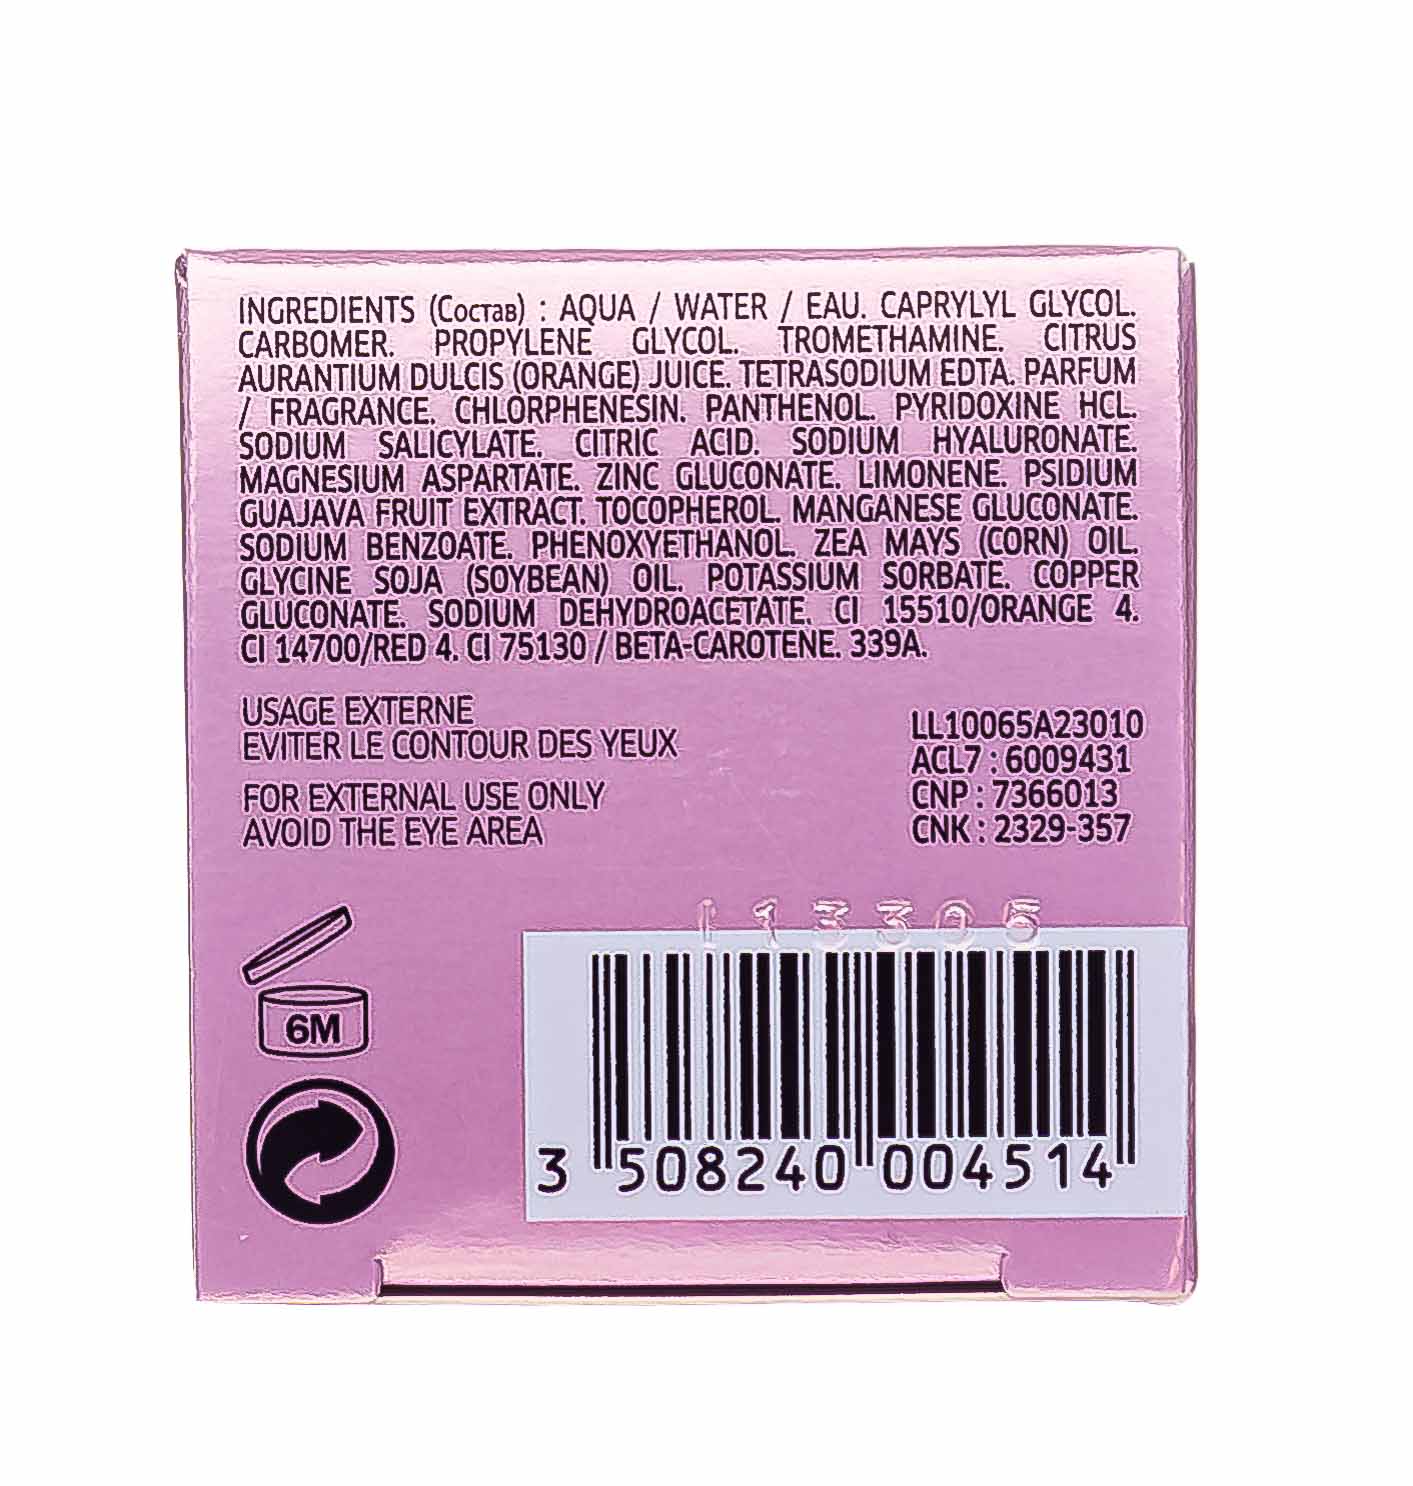 INGREDIENTS (Состав) : AQUA / WATER / EAU. CAPRYLYL GLYCOL.
CARBOMER. PROPYLENE GLYCOL. TROMETHAMINE. CITRUS
AURANTIUM DULCIS (ORANGE) JUICE. TETRASODIUM EDTA. PARFUM
/ FRAGRANCE. CHLORPHENESIN. PANTHENOL. PYRIDOXINE HCL.
SODIUM SALICYLATE. CITRIC ACID. SODIUM HYALURONATE.
MAGNESIUM ASPARTATE. ZINC GLUCONATE. LIMONENE. PSIDIUM
GUAJAVA FRUIT EXTRACT. TOCOPHEROL. MANGANESE GLUCONATE.
SODIUM BENZOATE. PHENOXYETHANOL. ZEA MAYS (CORN) OIL.
GLYCINE SOJA (SOYBEAN) OIL. POTASSIUM SORBATE. COPPER
GLUCONATE. SODIUM DEHYDROACETATE. CI 15510/ORANGE 4.
CI 14700/RED 4. CI 75130 / BETA-CAROTENE. 339A.
USAGE EXTERNE
EVITER LE CONTOUR DES YEUX
FOR EXTERNAL USE ONLY
AVOID THE EYE AREA
LL10065A23010
ACL7 : 6009431
CNP : 7366013
CNK : 2329-357
6M
3 508240 004514